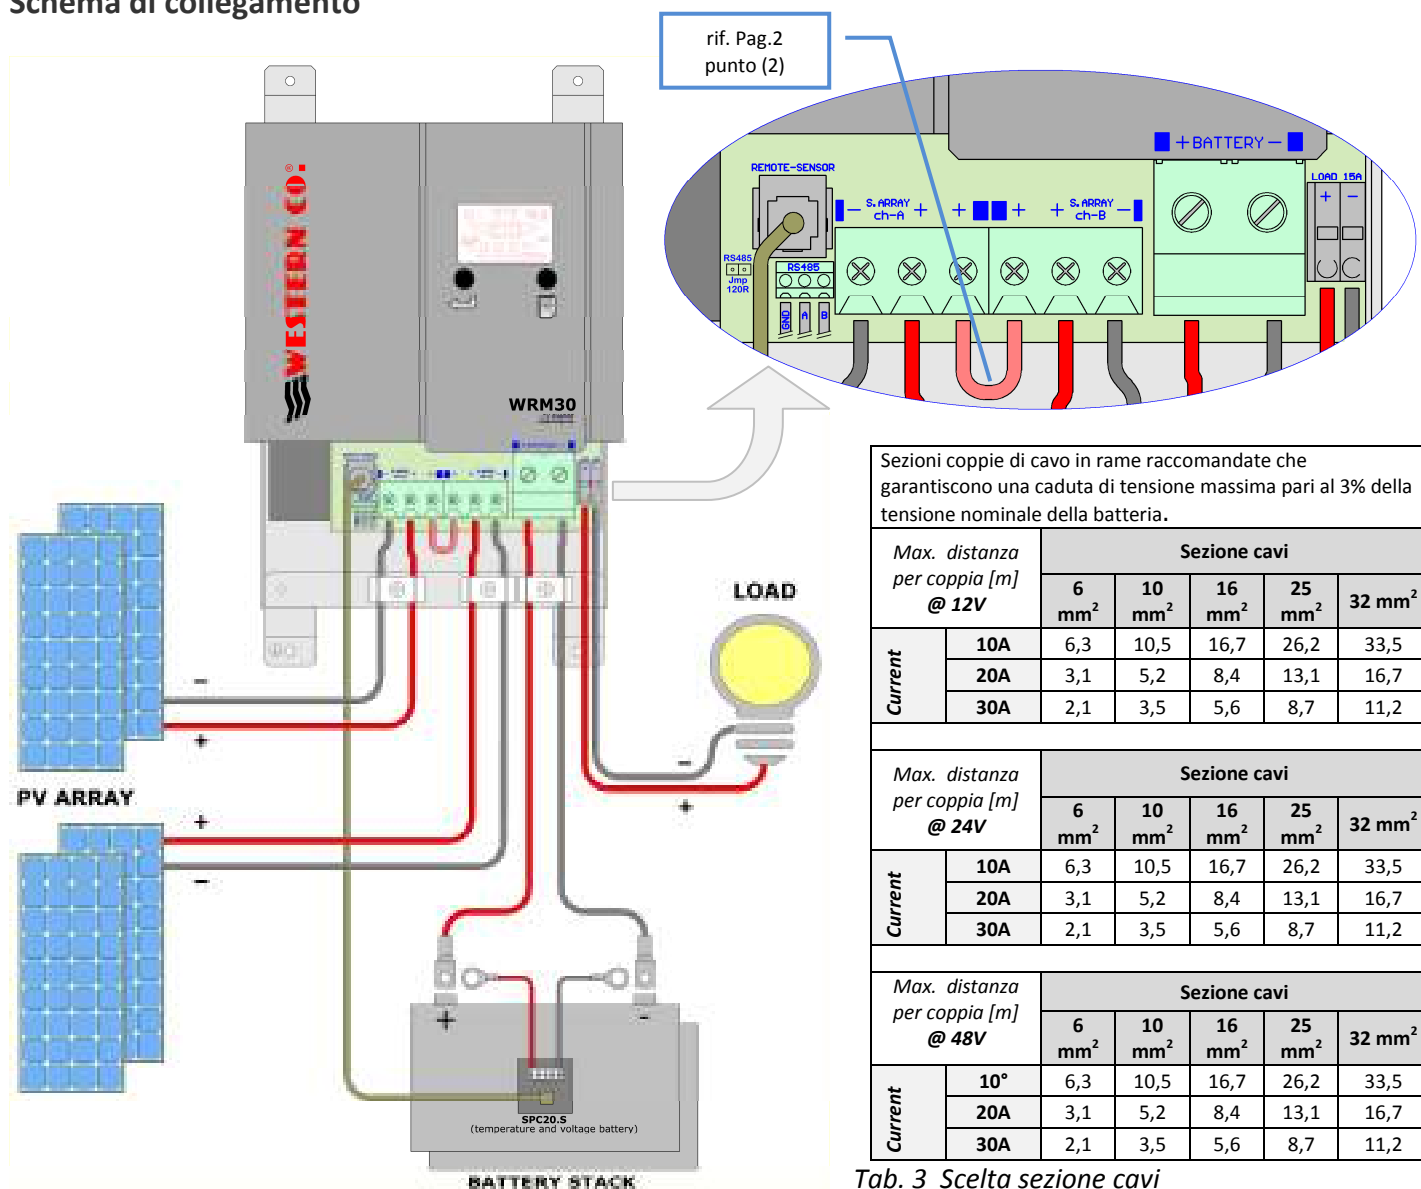 Schema di collegamento
rif. Pag.2
punto (2)
+BATTERY-
REMOTE-SENSOR
LOAD 15A
+ -
- S.ARRAY + + + + S.ARRAY -
ch-A ch-B
RS485
Jmp
120R
RS485
GND A B
WESTERN CO.®
WRM30
LOAD
-
+
-
+
PV ARRAY
+
-
+ -
SPC20.S
(temperature and voltage battery)
BATTERY STACK
Sezioni coppie di cavo in rame raccomandate che
garantiscono una caduta di tensione massima pari al 3% della
tensione nominale della batteria.
Max. distanza
per coppia [m]
@ 12V
Sezione cavi
6 mm² 10 mm² 16 mm² 25 mm² 32 mm²
Current
10A 6,3 10,5 16,7 26,2 33,5
20A 3,1 5,2 8,4 13,1 16,7
30A 2,1 3,5 5,6 8,7 11,2
Max. distanza
per coppia [m]
@ 24V
Sezione cavi
6 mm² 10 mm² 16 mm² 25 mm² 32 mm²
Current
10A 6,3 10,5 16,7 26,2 33,5
20A 3,1 5,2 8,4 13,1 16,7
30A 2,1 3,5 5,6 8,7 11,2
Max. distanza
per coppia [m]
@ 48V
Sezione cavi
6 mm² 10 mm² 16 mm² 25 mm² 32 mm²
Current
10° 6,3 10,5 16,7 26,2 33,5
20A 3,1 5,2 8,4 13,1 16,7
30A 2,1 3,5 5,6 8,7 11,2
Tab. 3 Scelta sezione cavi